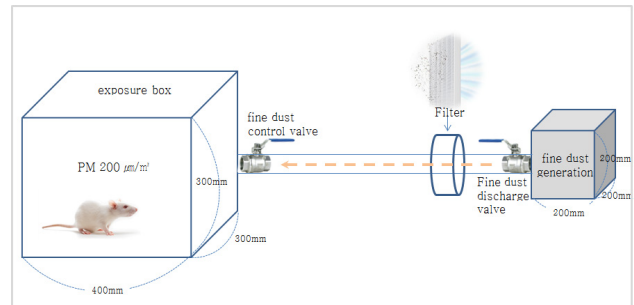 exposure box
PM 200 ㎛/㎥
300mm
300mm
400mm
fine dust
control valve
Filter
Fine dust
discharge
valve
fine dust
generation
200mm
200mm
200mm